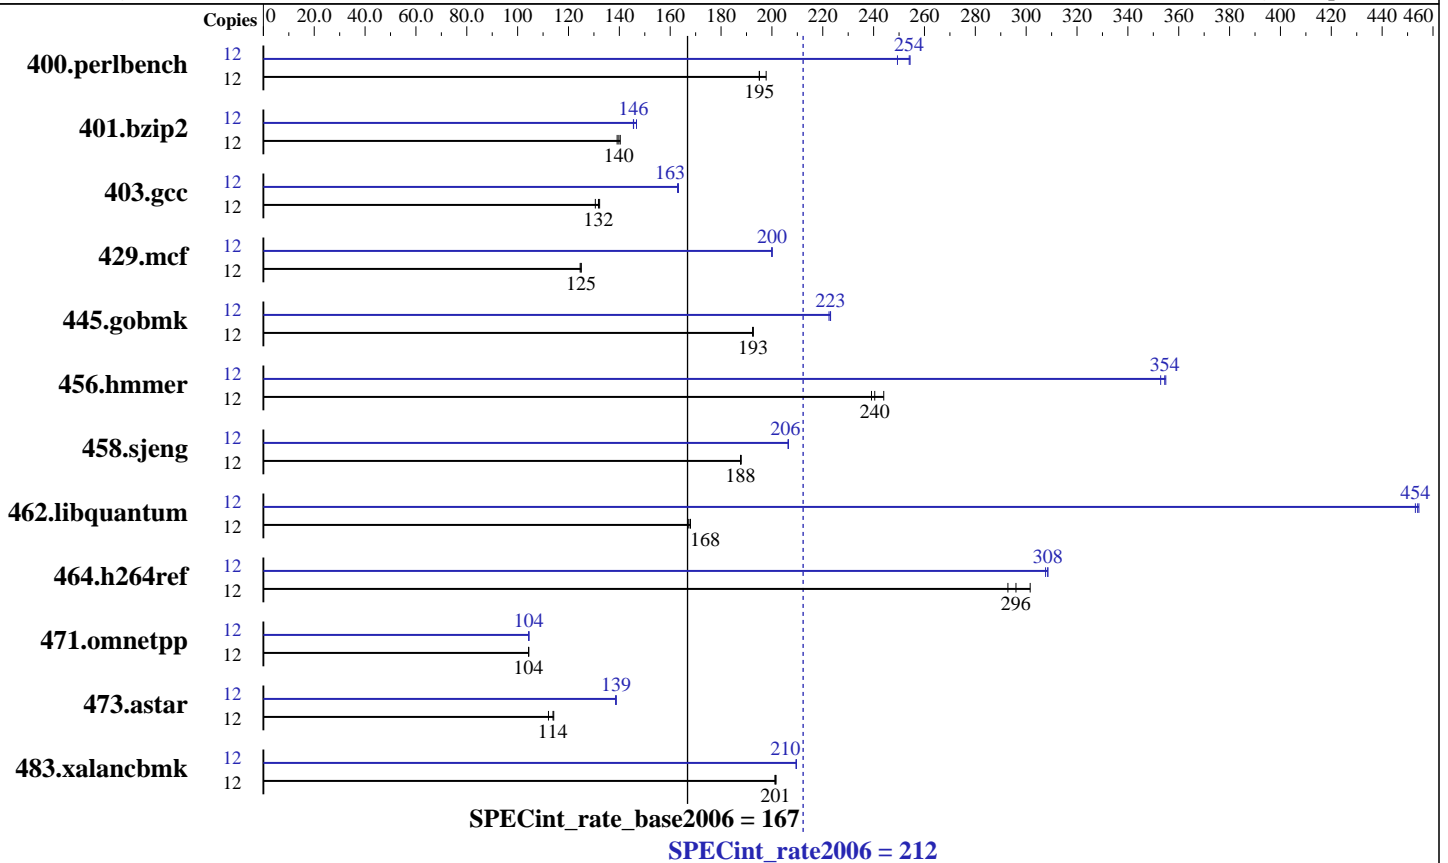 Copies 0 20.0 40.0 60.0 80.0 100 120 140 160 180 200 220 240 260 280 300 320 340 360 380 400 420 440 460
400.perlbench 12 254
12 195
401.bzip2 12 146
12 140
403.gcc 12 163
12 132
429.mcf 12 200
12 125
445.gobmk 12 223
12 193
456.hmmer 12 354
12 240
458.sjeng 12 206
12 188
462.libquantum 12 454
12 168
464.h264ref 12 308
12 296
471.omnetpp 12 104
12 104
473.astar 12 139
12 114
483.xalancbmk 12 210
12 201
SPECint_rate_base2006 = 167
SPECint_rate2006 = 212